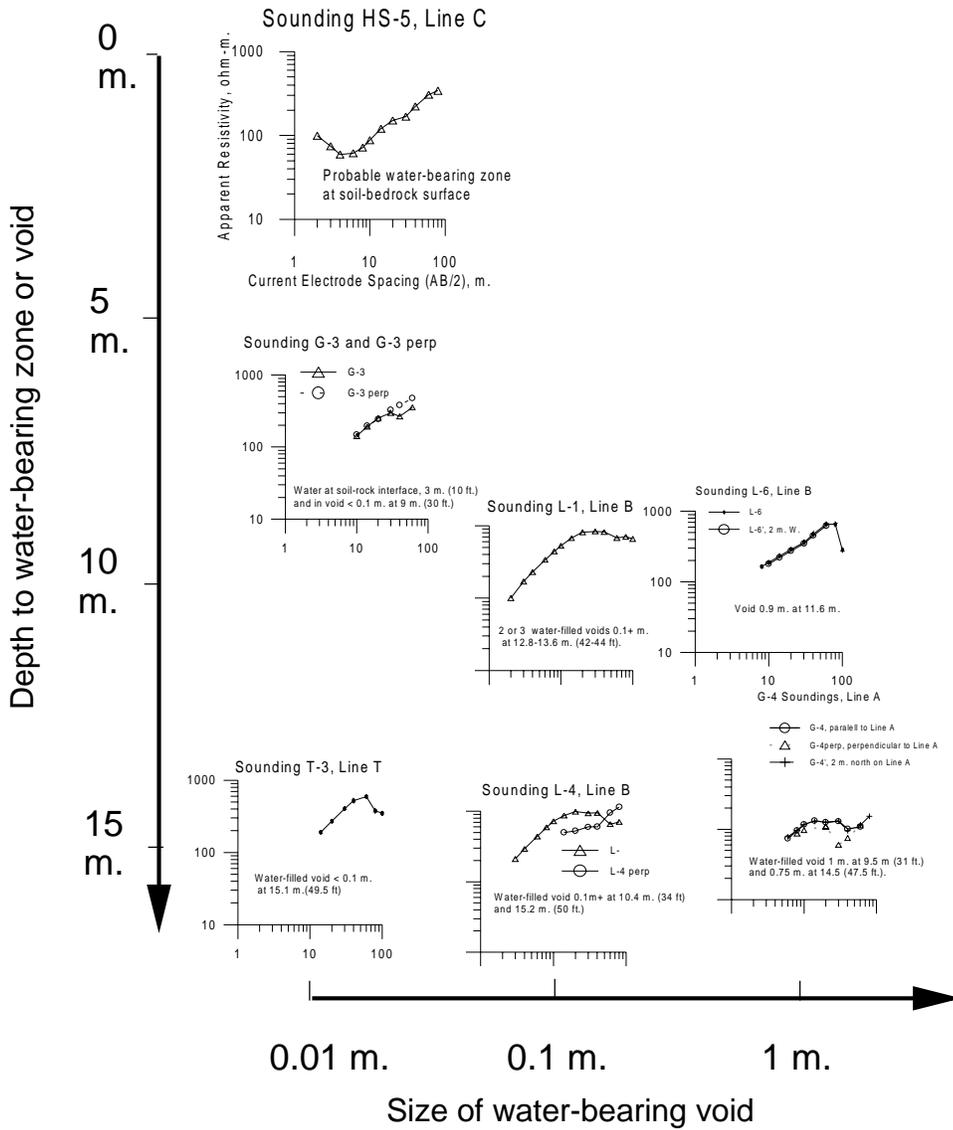 Sounding HS-5, Line C
0
m.
1000
100
10
Apparent Resistivity, ohm-m.
Probable water-bearing zone
at soil-bedrock surface
1 10 100
Current Electrode Spacing (AB/2), m.
Depth to water-bearing zone or void
5
m.
Sounding G-3 and G-3 perp
G-3
G-3 perp
1000
100
10
Water at soil-rock interface, 3 m. (10 ft.)
and in void < 0.1 m. at 9 m. (30 ft.)
1 10 100
Sounding L-1, Line B
2 or 3 water-filled voids 0.1+ m.
at 12.8-13.6 m. (42-44 ft).
Sounding L-6, Line B
L-6
L-6', 2 m. W.
1000
100
10
Void 0.9 m. at 11.6 m.
1 10 100
10
m.
G-4 Soundings, Line A
G-4, paralell to Line A
G-4perp, perpendicular to Line A
G-4', 2 m. north on Line A
Water-filled void 1 m. at 9.5 m (31 ft.)
and 0.75 m. at 14.5 (47.5 ft.).
Sounding T-3, Line T
1000
100
10
Water-filled void < 0.1 m.
at 15.1 m.(49.5 ft)
1 10 100
Sounding L-4, Line B
L-
L-4 perp
Water-filled void 0.1m+ at 10.4 m. (34 ft)
and 15.2 m. (50 ft.)
15
m.
0.01 m. 0.1 m. 1 m.
Size of water-bearing void